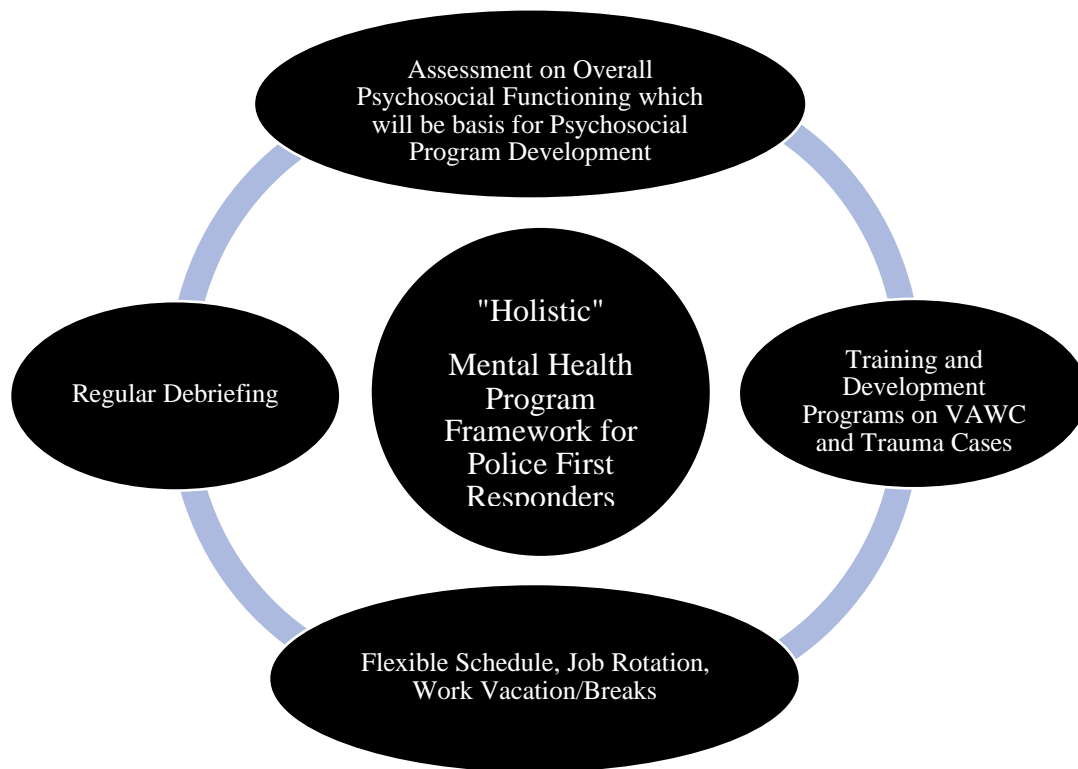 Assessment on Overall
Psychosocial Functioning which
will be basis for Psychosocial
Program Development
"Holistic"
Mental Health
Program
Framework for
Police First
Responders
Regular Debriefing
Training and
Development
Programs on VAWC
and Trauma Cases
Flexible Schedule, Job Rotation,
Work Vacation/Breaks